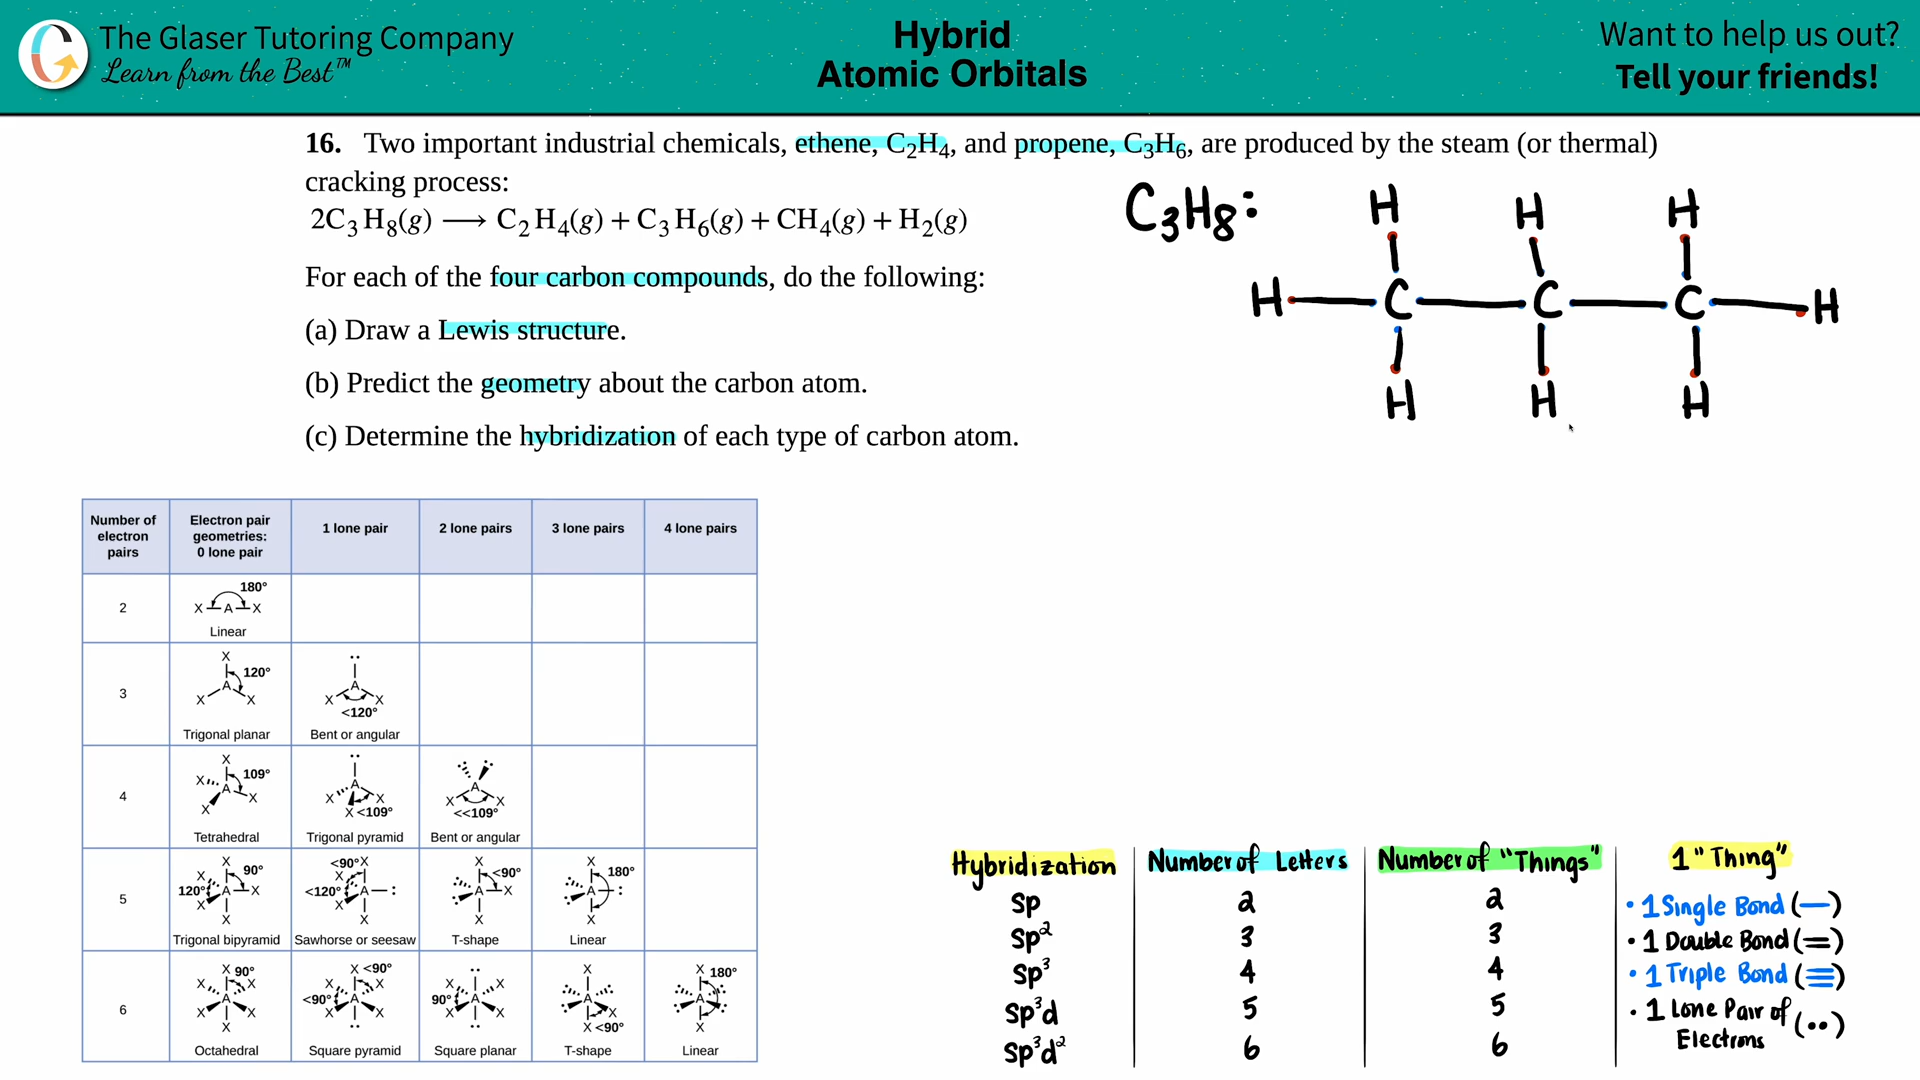 The Glaser Tutoring Company
Learn from the Best™
Hybrid
Atomic Orbitals
Want to help us out?
Tell your friends!
16. Two important industrial chemicals, ethene, C₂H₄, and propene, C₃H₆, are produced by the steam (or thermal)
cracking process:
2C₃H₈(g) ⟶ C₂H₄(g) + C₃H₆(g) + CH₄(g) + H₂(g)
For each of the four carbon compounds, do the following:
(a) Draw a Lewis structure.
(b) Predict the geometry about the carbon atom.
(c) Determine the hybridization of each type of carbon atom.
C₃H₈:
H H H
H C C C H
H H H
Number of electron pairs | Electron pair geometries: 0 lone pair | 1 lone pair | 2 lone pairs | 3 lone pairs | 4 lone pairs
2
180°
X A X
Linear
3
X 120° A X X
Trigonal planar
A X X <120°
Bent or angular
4
X X 109° A X X
Tetrahedral
A X X X <109°
Trigonal pyramid
A X X <<109°
Bent or angular
5
X 90° X 120° A X X X
Trigonal bipyramid
<90° X X <120° A X X
Sawhorse or seesaw
X <90° A X X
T-shape
X 180° A X
Linear
6
X 90° X X A X X X
Octahedral
X <90° X X <90° A X X
Square pyramid
X X 90° A X X
Square planar
X A X X <90°
T-shape
X 180° A X
Linear
Hybridization | Number of Letters | Number of "Things" | 1 "Thing"
sp 2 2
sp² 3 3
sp³ 4 4
sp³d 5 5
sp³d² 6 6
• 1 Single Bond (—)
• 1 Double Bond (=)
• 1 Triple Bond (≡)
• 1 Lone Pair of
Electrons (••)